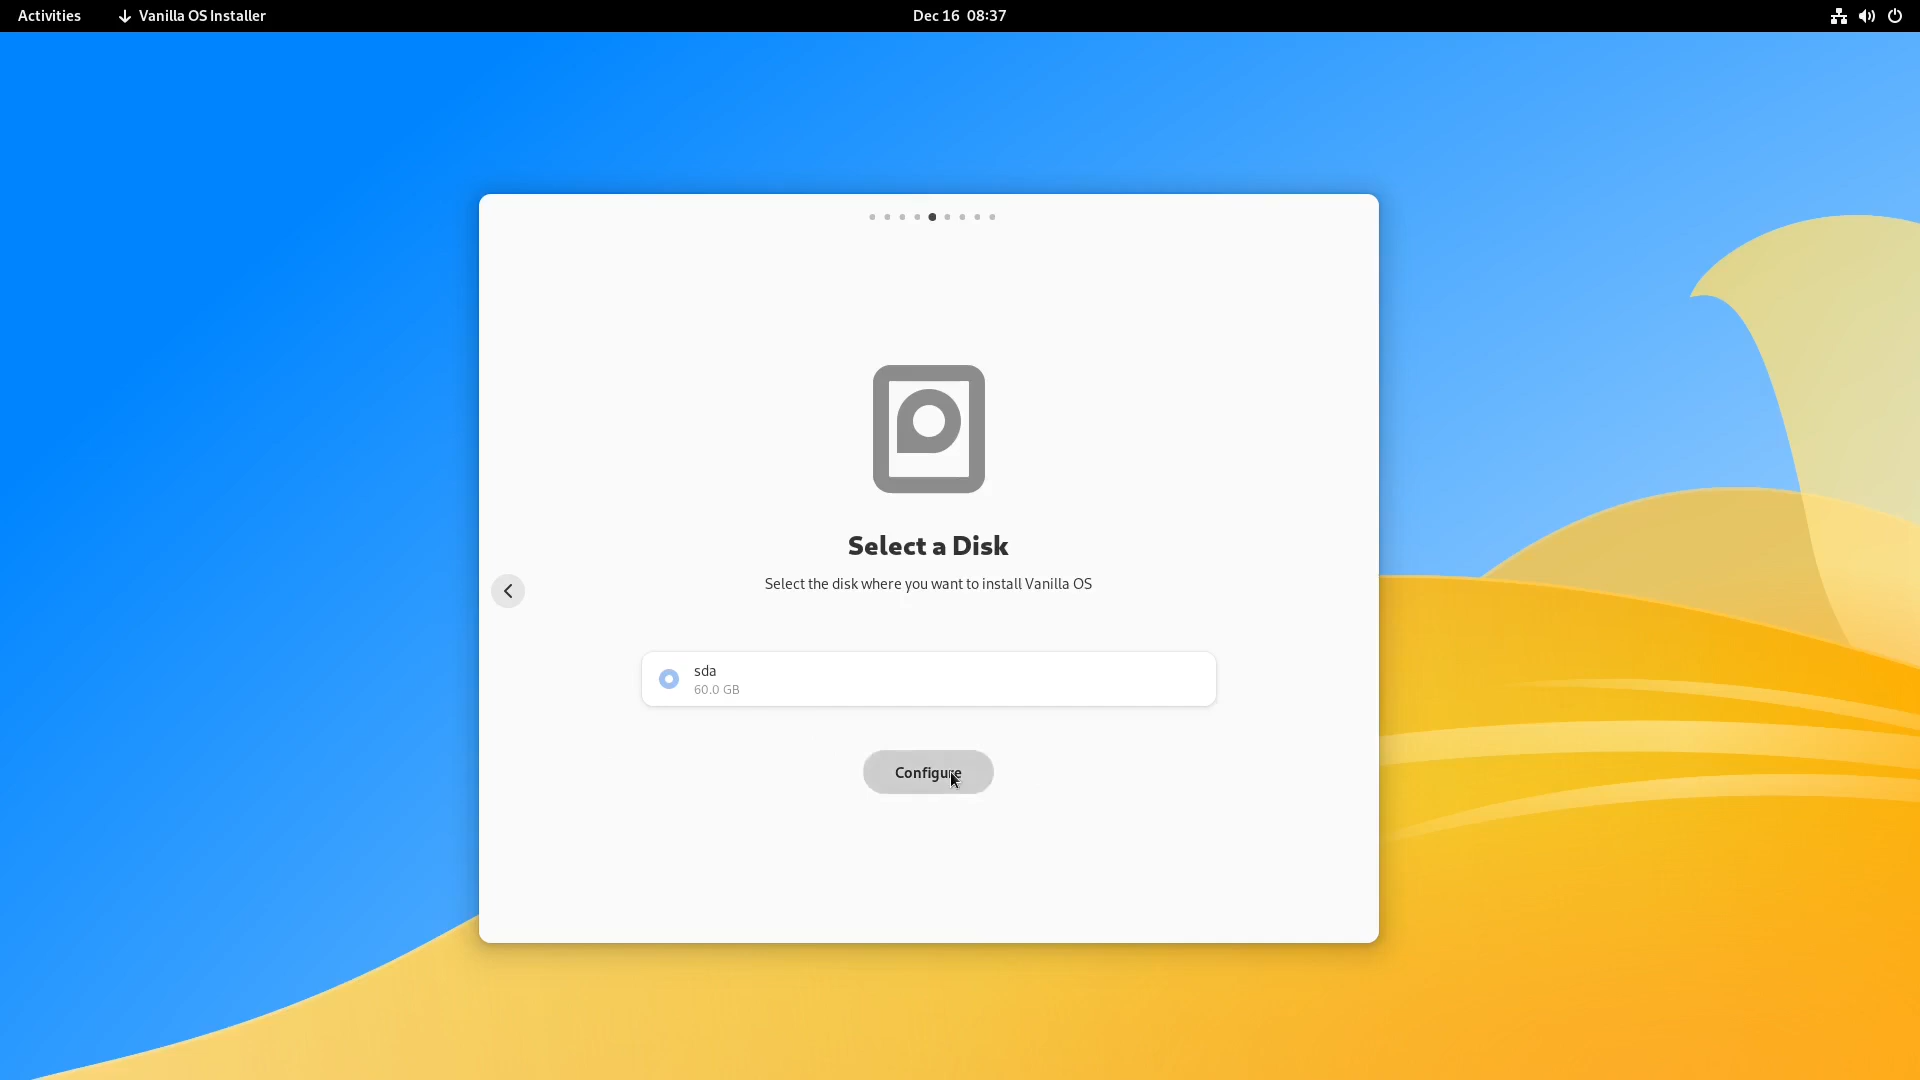 Activities
Vanilla OS Installer
Dec 16 08:37
Select a Disk
Select the disk where you want to install Vanilla OS
sda
60.0 GB
Configure